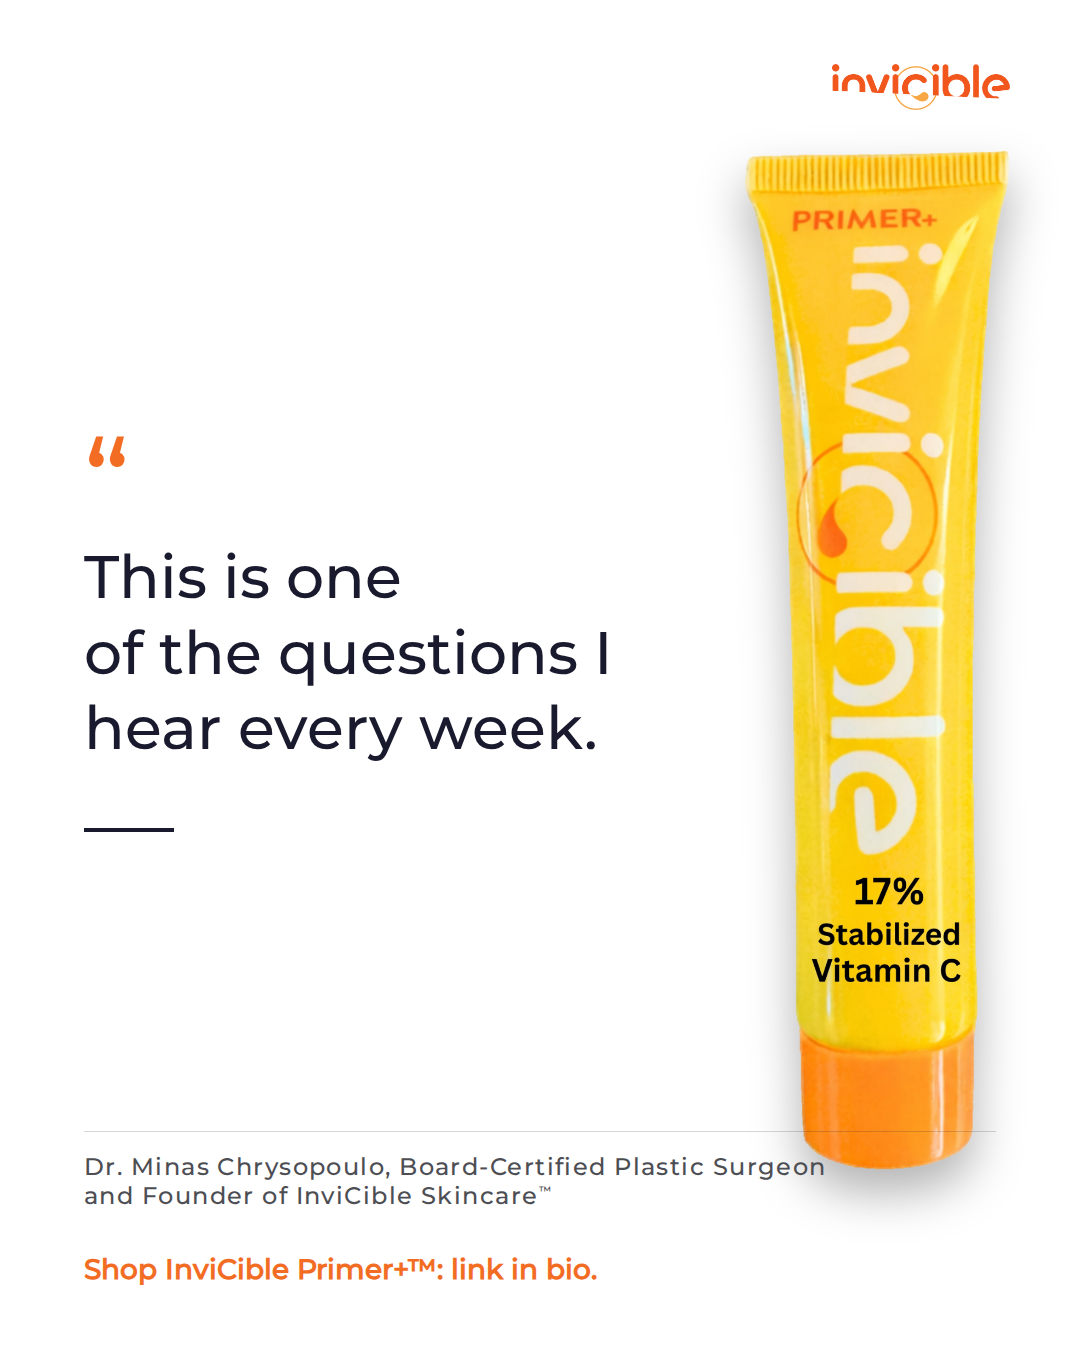 invicible
PRIMER+
invicible
“
This is one
of the questions I
hear every week.
17%
Stabilized
Vitamin C
Dr. Minas Chrysopoulo, Board-Certified Plastic Surgeon
and Founder of InviCible Skincare™
Shop InviCible Primer+™: link in bio.